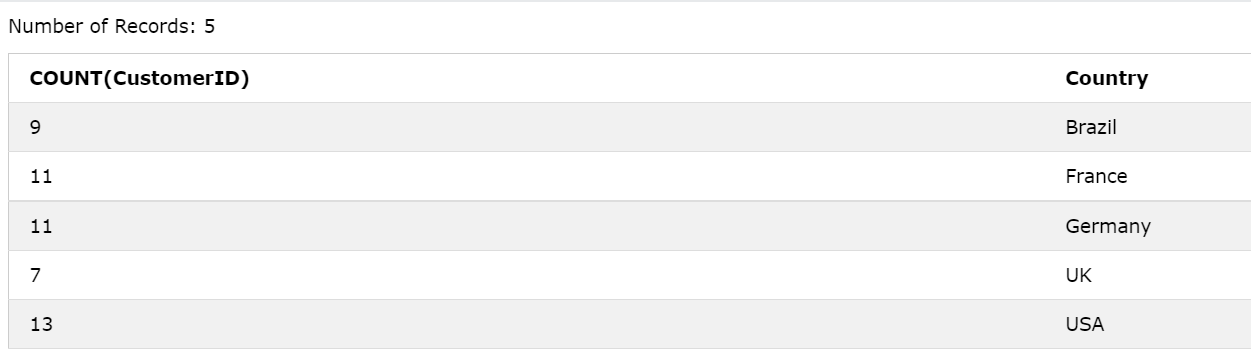 Number of Records: 5
COUNT(CustomerID) Country
9 Brazil
11 France
11 Germany
7 UK
13 USA